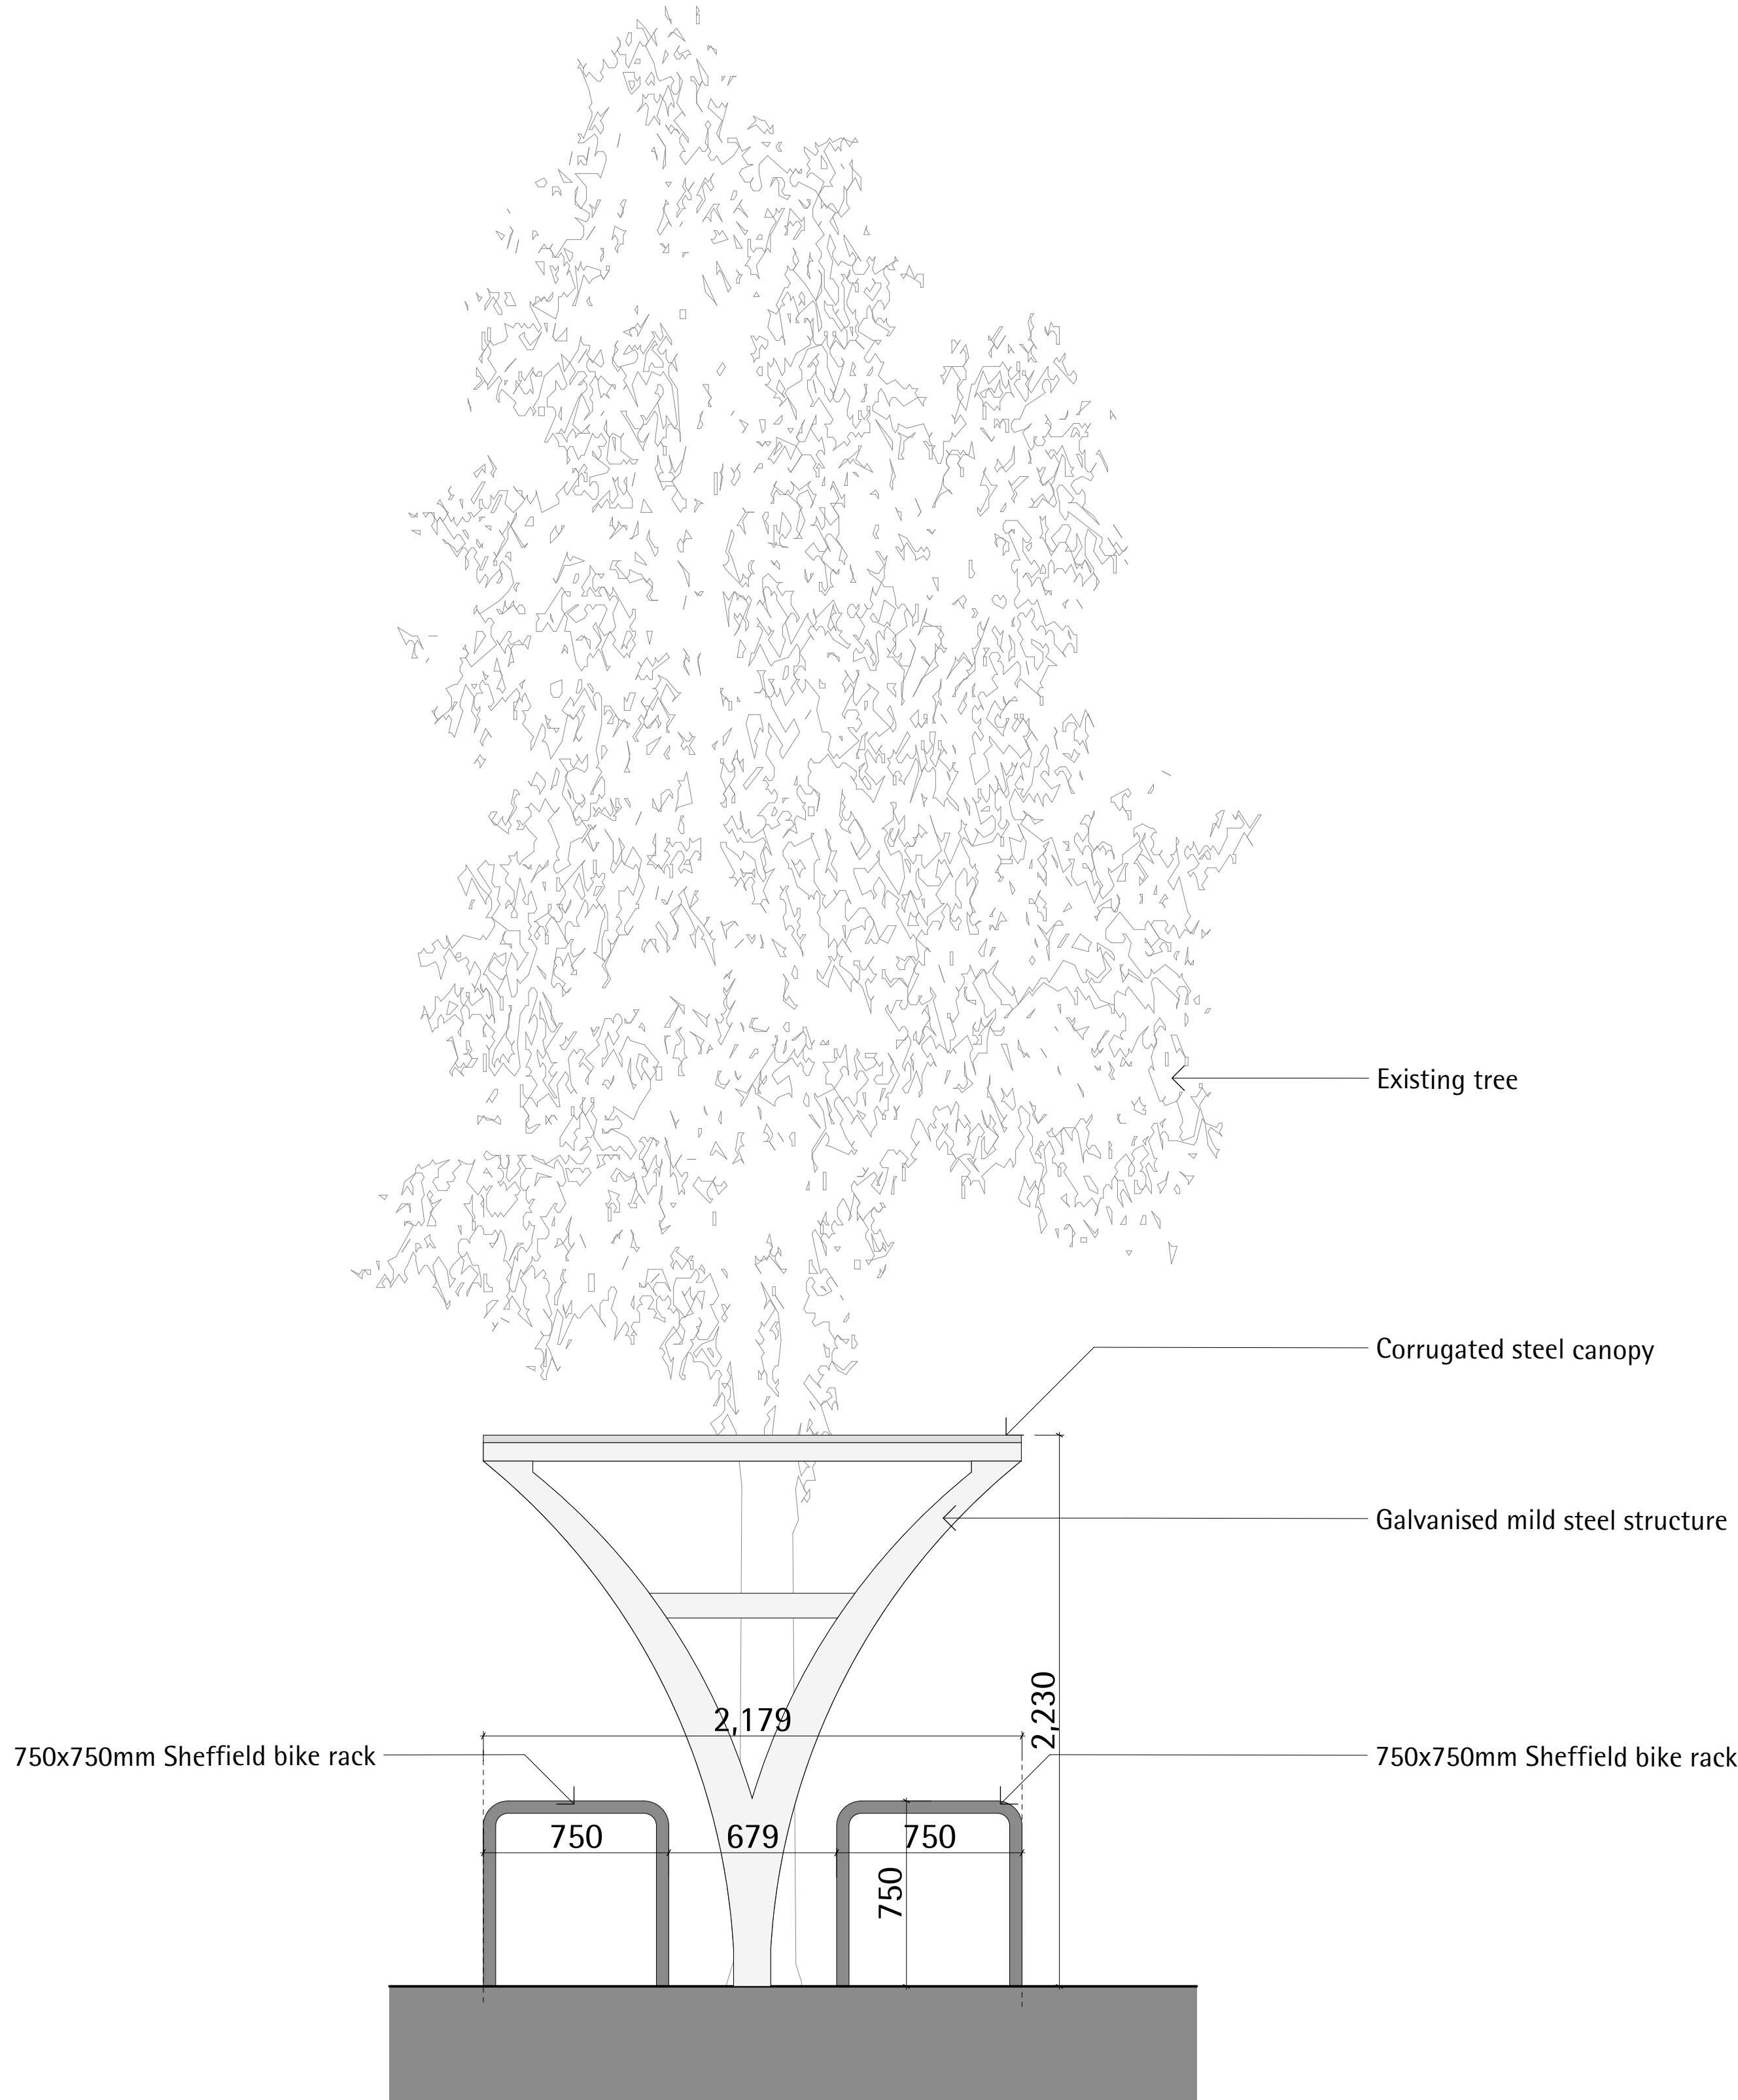 Existing tree
Corrugated steel canopy
Galvanised mild steel structure
2,230
2,179
750x750mm Sheffield bike rack
750x750mm Sheffield bike rack
750
679
750
750